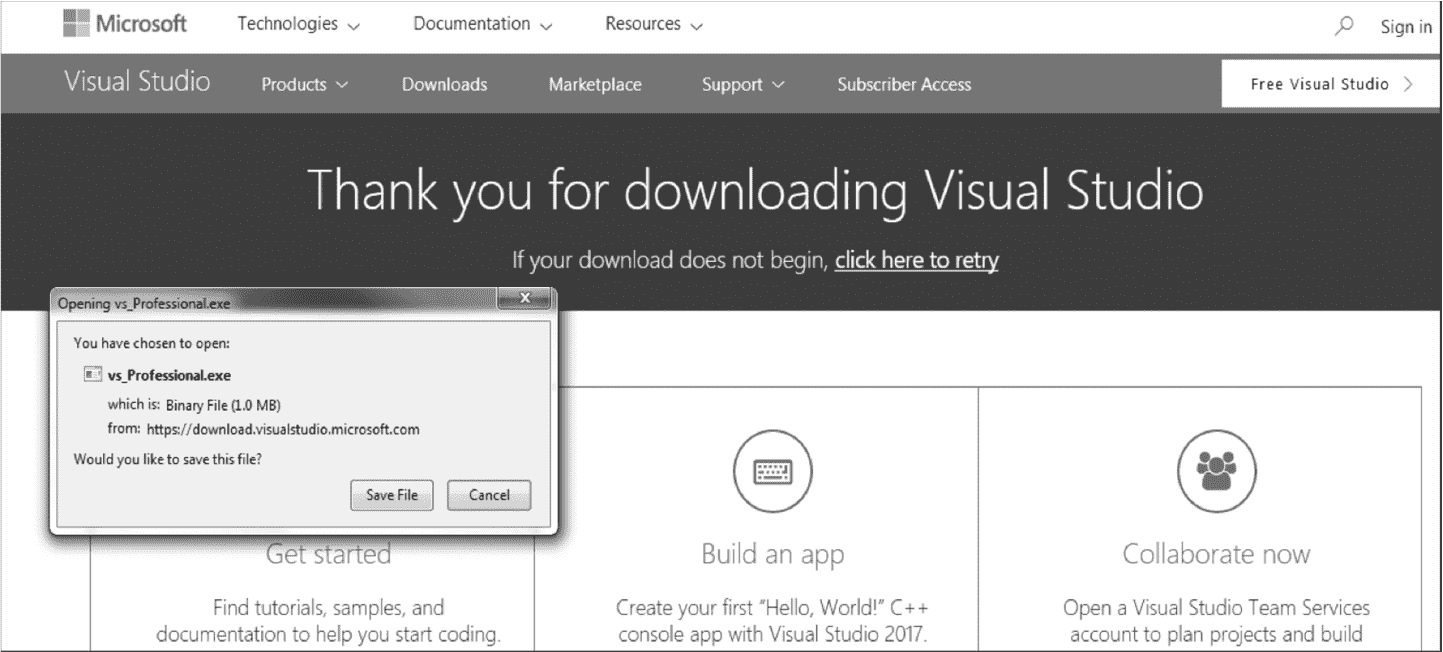 Microsoft Technologies Documentation Resources Sign in
Visual Studio Products Downloads Marketplace Support Subscriber Access Free Visual Studio
Thank you for downloading Visual Studio
If your download does not begin, click here to retry
Opening vs_Professional.exe X
You have chosen to open:
vs_Professional.exe
which is: Binary File (1.0 MB)
from: https://download.visualstudio.microsoft.com
Would you like to save this file?
Save File Cancel
Get started
Find tutorials, samples, and
documentation to help you start coding.
Build an app
Create your first “Hello, World!” C++
console app with Visual Studio 2017.
Collaborate now
Open a Visual Studio Team Services
account to plan projects and build